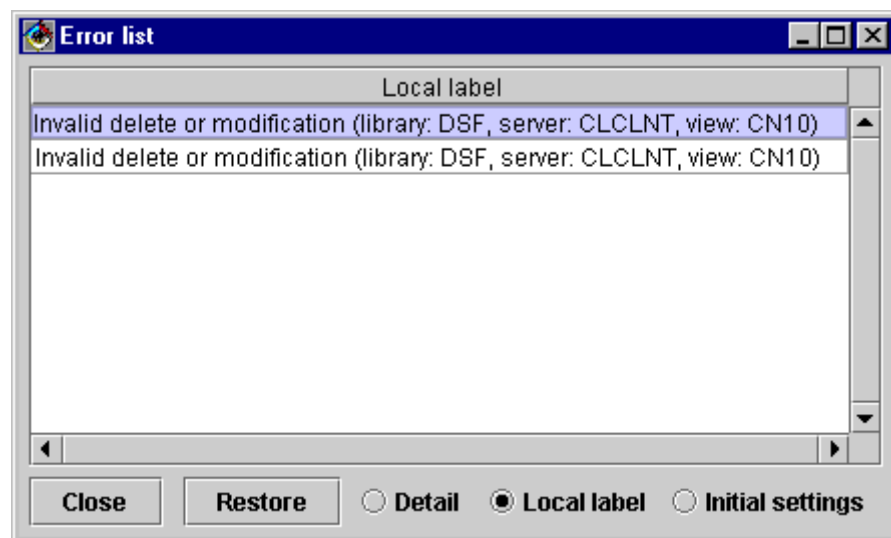 Error list
Local label
Invalid delete or modification (library: DSF, server: CLCLNT, view: CN10)
Invalid delete or modification (library: DSF, server: CLCLNT, view: CN10)
Close Restore Detail Local label Initial settings